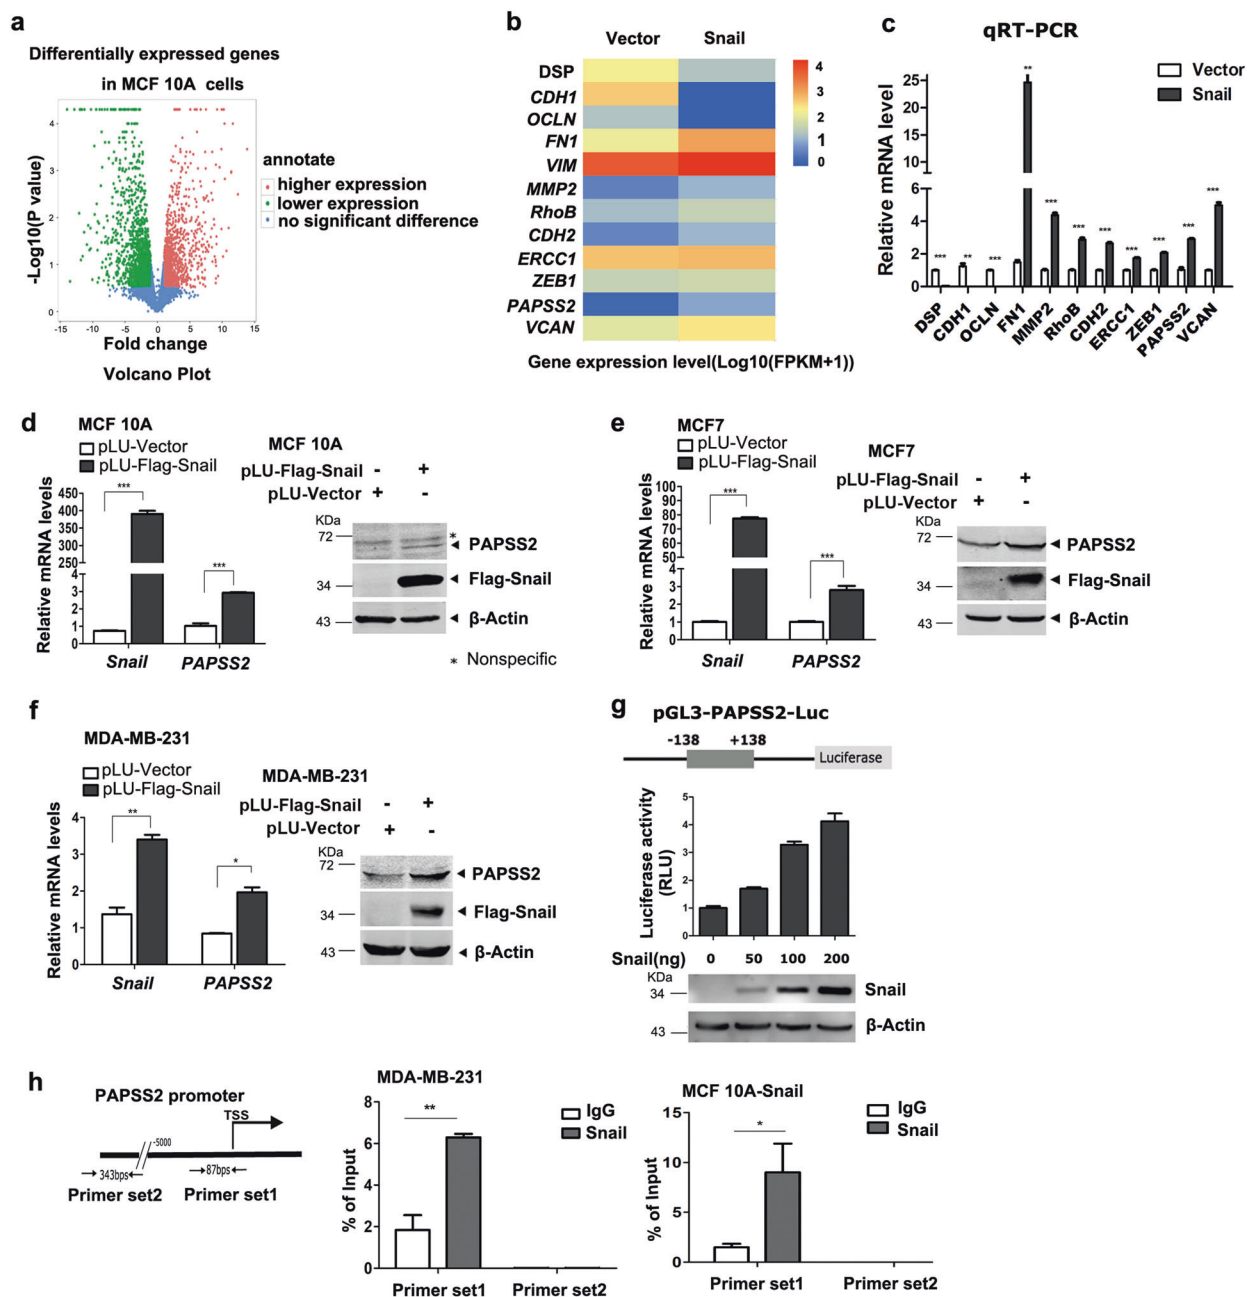 a
Differentially expressed genes
in MCF 10A cells
-Log10(P value)
4
3
2
1
0
-15 -10 -5 0 5 10 15
Fold change
Volcano Plot
annotate
higher expression
lower expression
no significant difference
b
Vector Snail
DSP
CDH1
OCLN
FN1
VIM
MMP2
RhoB
CDH2
ERCC1
ZEB1
PAPSS2
VCAN
4
3
2
1
0
Gene expression level(Log10(FPKM+1))
c
qRT-PCR
Vector
Snail
Relative mRNA level
25
20
15
10
6
4
2
0
*** ** *** ** *** *** *** *** *** *** ***
DSP CDH1 OCLN FN1 MMP2 RhoB CDH2 ERCC1 ZEB1 PAPSS2 VCAN
d
MCF 10A
pLU-Vector
pLU-Flag-Snail
Relative mRNA levels
450
400
350
300
250
4
3
2
1
0
***
***
Snail PAPSS2
MCF 10A
pLU-Flag-Snail - +
pLU-Vector + -
KDa
72
*
PAPSS2
34
Flag-Snail
43
β-Actin
* Nonspecific
e
MCF7
pLU-Vector
pLU-Flag-Snail
Relative mRNA levels
100
90
80
70
60
50
4
3
2
1
0
***
***
Snail PAPSS2
MCF7
pLU-Flag-Snail - +
pLU-Vector + -
KDa
72
PAPSS2
34
Flag-Snail
43
β-Actin
f
MDA-MB-231
pLU-Vector
pLU-Flag-Snail
Relative mRNA levels
4
3
2
1
0
**
*
Snail PAPSS2
MDA-MB-231
pLU-Flag-Snail - +
pLU-Vector + -
KDa
72
PAPSS2
34
Flag-Snail
43
β-Actin
g
pGL3-PAPSS2-Luc
-138 +138
Luciferase
Luciferase activity
(RLU)
5
4
3
2
1
0
Snail(ng) 0 50 100 200
KDa
34
Snail
43
β-Actin
h
PAPSS2 promoter
TSS
-5000
343bps
87bps
Primer set2 Primer set1
MDA-MB-231
IgG
Snail
% of Input
8
6
4
2
0
**
Primer set1 Primer set2
MCF 10A-Snail
IgG
Snail
% of Input
15
10
5
0
*
Primer set1 Primer set2